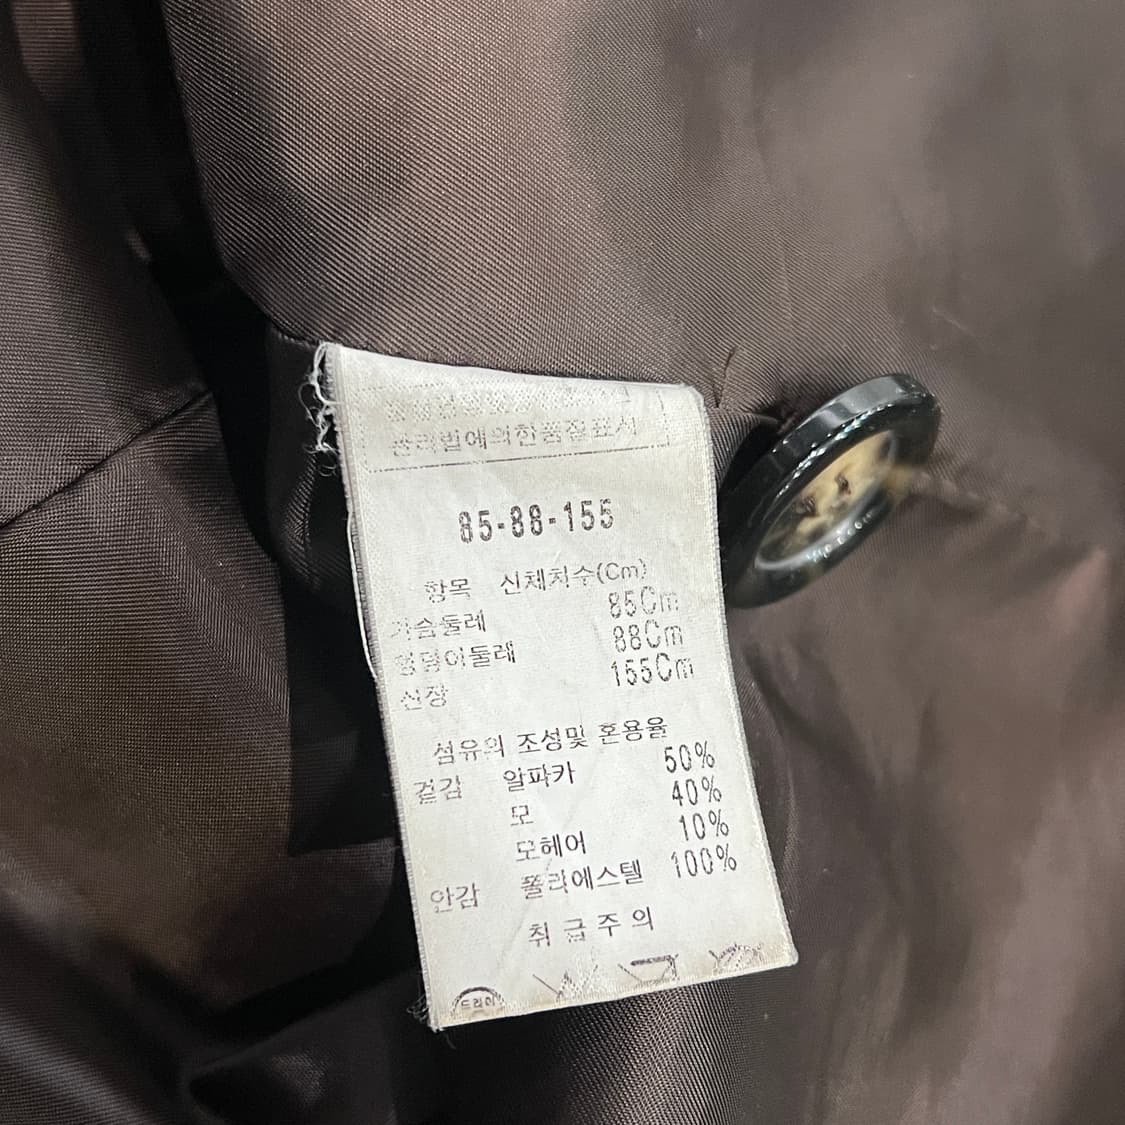 관리법에의한품질표시
85-88-155
항목 신체치수(Cm)
가슴둘레 85Cm
엉덩이둘레 88Cm
신장 155Cm
섬유의 조성및 혼용율
겉감 알파카 50%
모 40%
모헤어 10%
안감 폴리에스텔 100%
취급주의
드라이